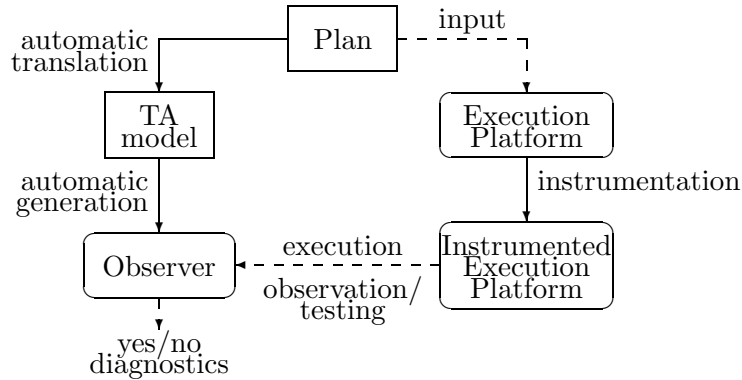 input
Plan
automatic
translation
TA
model
Execution
Platform
automatic
generation
instrumentation
Observer
execution
observation/
testing
Instrumented
Execution
Platform
yes/no
diagnostics